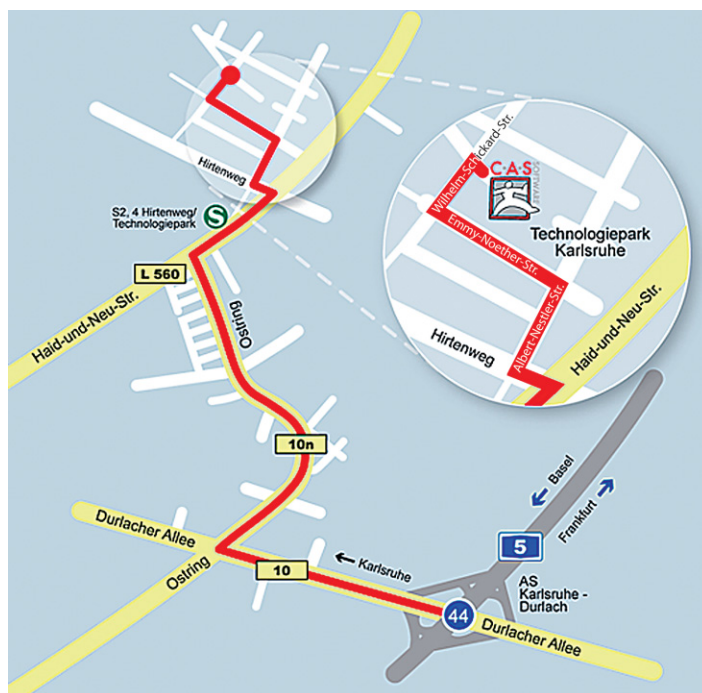 Hirtenweg
S2, 4 Hirtenweg/
Technologiepark
S
L 560
Haid-und-Neu-Str.
Ostring
10n
Durlacher Allee
Ostring
10
Karlsruhe
Wilhelm-Schickard-Str.
C·A·S
SOFTWARE
Emmy-Noether-Str.
Technologiepark
Karlsruhe
Albert-Nestler-Str.
Hirtenweg
Haid-und-Neu-Str.
Basel
Frankfurt
5
AS
Karlsruhe -
Durlach
44
Durlacher Allee